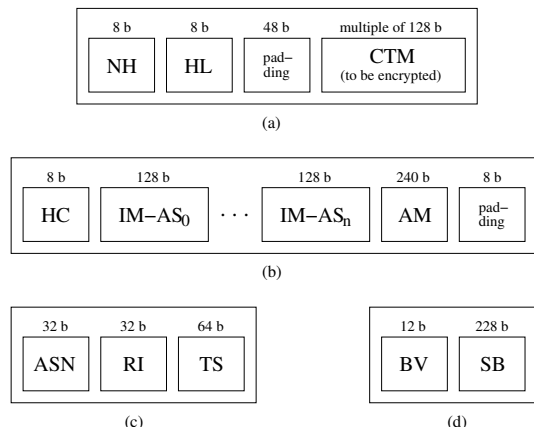 8 b 8 b 48 b multiple of 128 b
NH HL pad- CTM
ding (to be encrypted)
(a)
8 b 128 b 128 b 240 b 8 b
HC IM−AS0 · · · IM−ASn AM pad-
ding
(b)
32 b 32 b 64 b 12 b 228 b
ASN RI TS BV SB
(c) (d)